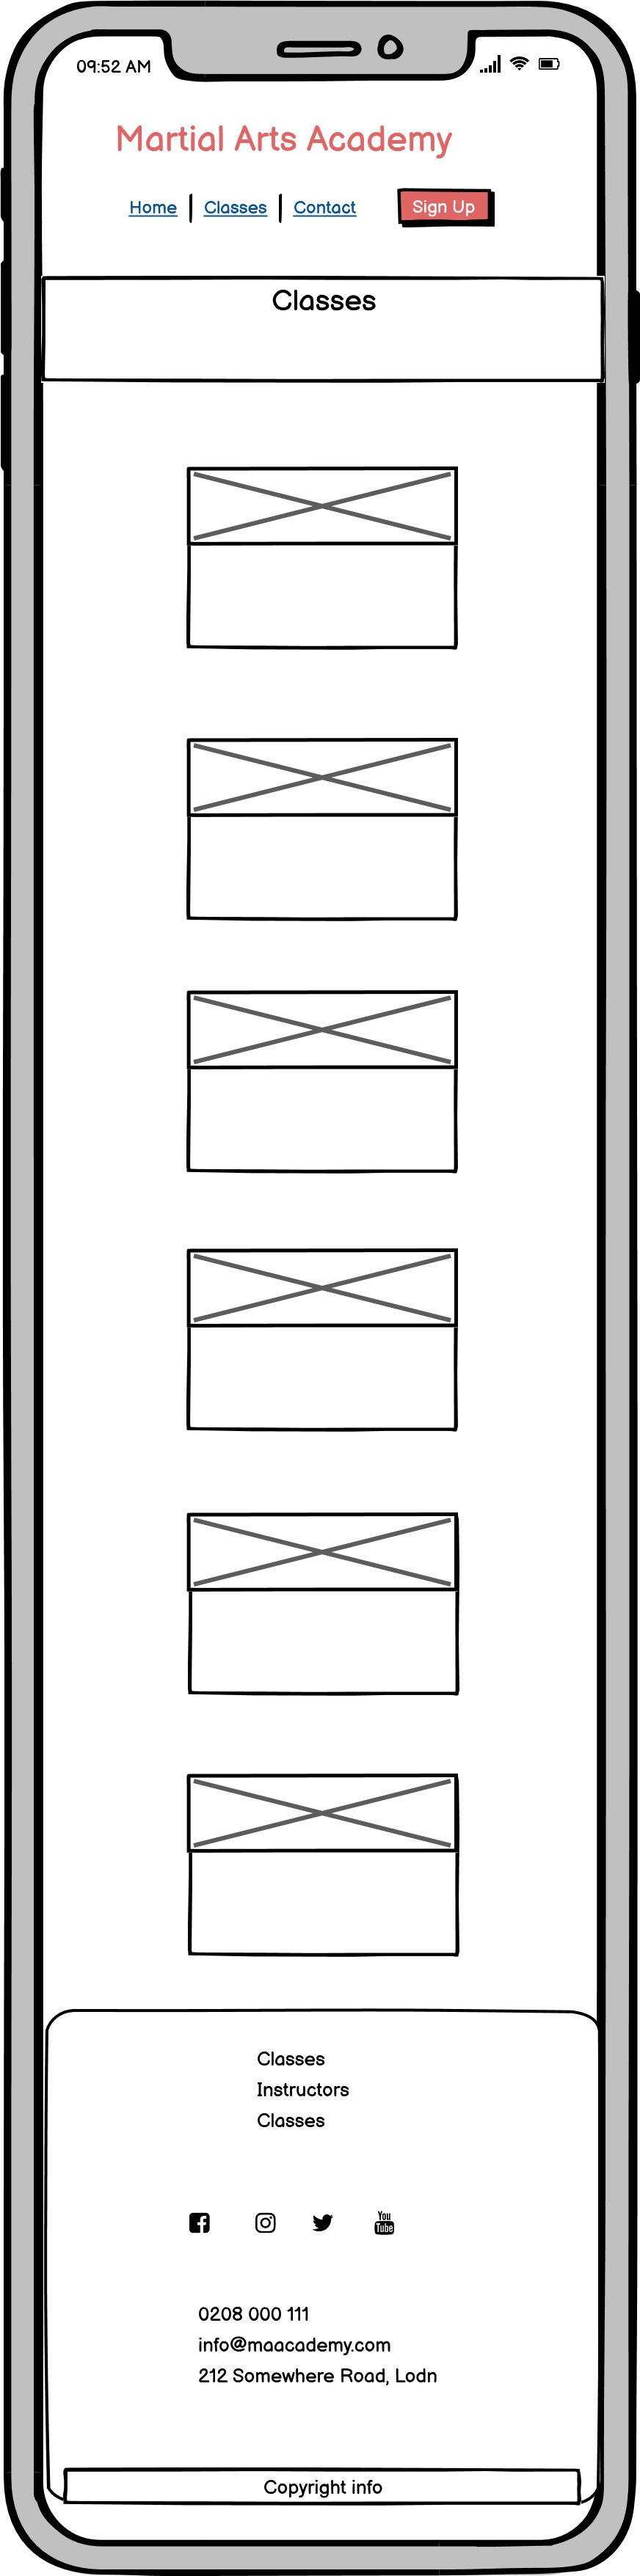 09:52 AM
Martial Arts Academy
Home | Classes | Contact Sign Up
Classes
Classes
Instructors
Classes
You Tube
0208 000 111
info@maacademy.com
212 Somewhere Road, Lodn
Copyright info